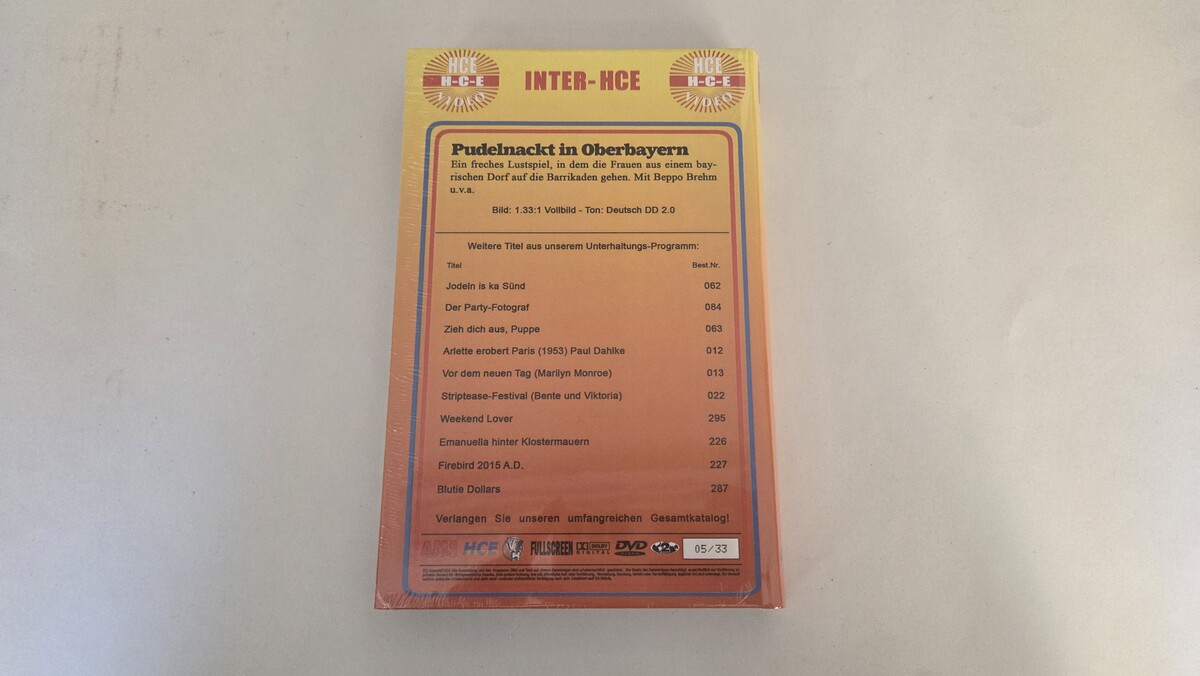 HCE
H-C-E
VIDEO
INTER-HCE
HCE
H-C-E
VIDEO
Pudelnackt in Oberbayern
Ein freches Lustspiel, in dem die Frauen aus einem bay-
rischen Dorf auf die Barrikaden gehen. Mit Beppo Brehm
u.v.a.
Bild: 1.33:1 Vollbild - Ton: Deutsch DD 2.0
Weitere Titel aus unserem Unterhaltungs-Programm:
Titel Best.Nr.
Jodeln is ka Sünd 062
Der Party-Fotograf 084
Zieh dich aus, Puppe 063
Arlette erobert Paris (1953) Paul Dahlke 012
Vor dem neuen Tag (Marilyn Monroe) 013
Striptease-Festival (Bente und Viktoria) 022
Weekend Lover 295
Emanuella hinter Klostermauern 226
Firebird 2015 A.D. 227
Blutie Dollars 287
Verlangen Sie unseren umfangreichen Gesamtkatalog!
HCE FULLSCREEN DOLBY DIGITAL DVD VIDEO 2 05/33